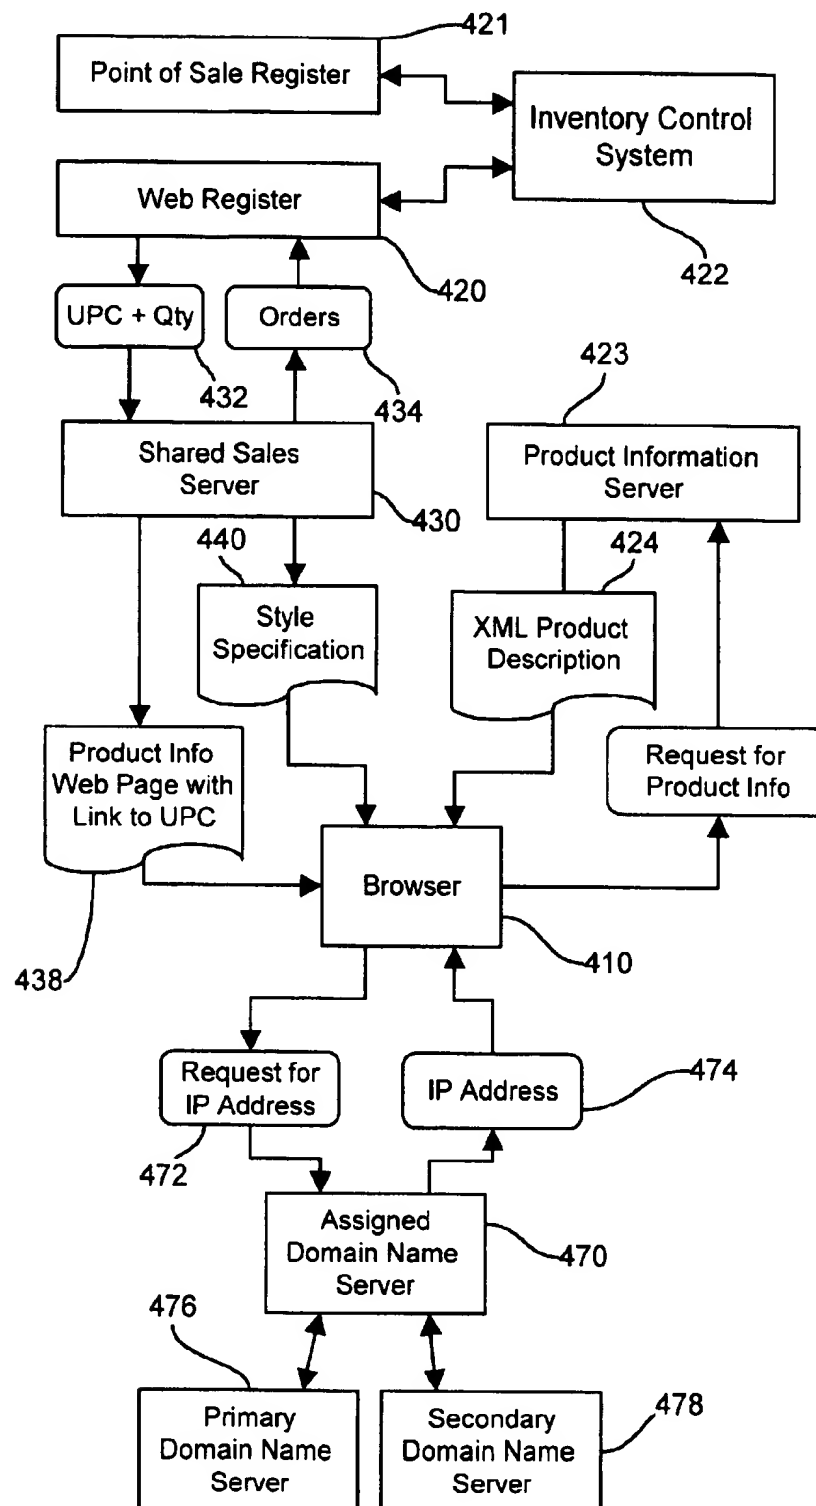 421
Point of Sale Register
Inventory Control
System
Web Register
422
420
UPC + Qty
Orders
432
434
423
Shared Sales
Server
Product Information
Server
430
440
424
Style
Specification
XML Product
Description
Product Info
Web Page with
Link to UPC
Request for
Product Info
Browser
438
410
Request for
IP Address
IP Address
474
472
Assigned
Domain Name
Server
470
476
Primary
Domain Name
Server
Secondary
Domain Name
Server
478